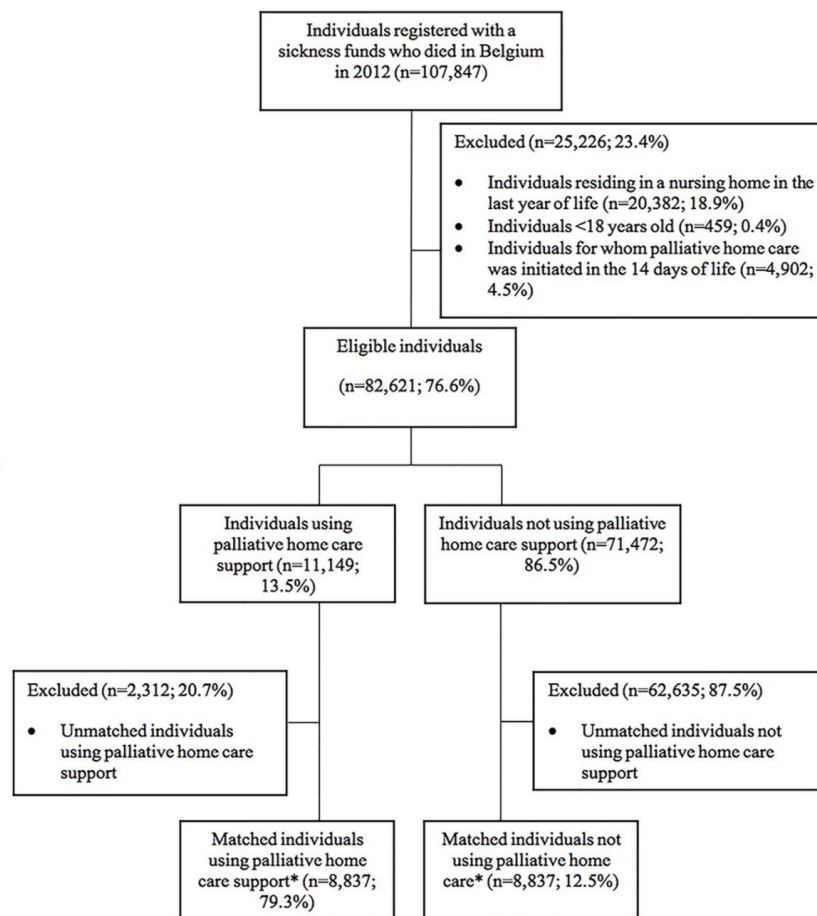 Individuals registered with a
sickness funds who died in Belgium
in 2012 (n=107,847)
Excluded (n=25,226; 23.4%)
• Individuals residing in a nursing home in the
last year of life (n=20,382; 18.9%)
• Individuals <18 years old (n=459; 0.4%)
• Individuals for whom palliative home care
was initiated in the 14 days of life (n=4,902;
4.5%)
Eligible individuals
(n=82,621; 76.6%)
Individuals using
palliative home care
support (n=11,149;
13.5%)
Individuals not using palliative
home care support (n=71,472;
86.5%)
Excluded (n=2,312; 20.7%)
• Unmatched individuals
using palliative home care
support
Excluded (n=62,635; 87.5%)
• Unmatched individuals not
using palliative home care
support
Matched individuals
using palliative home
care support* (n=8,837;
79.3%)
Matched individuals not
using palliative home
care* (n=8,837; 12.5%)